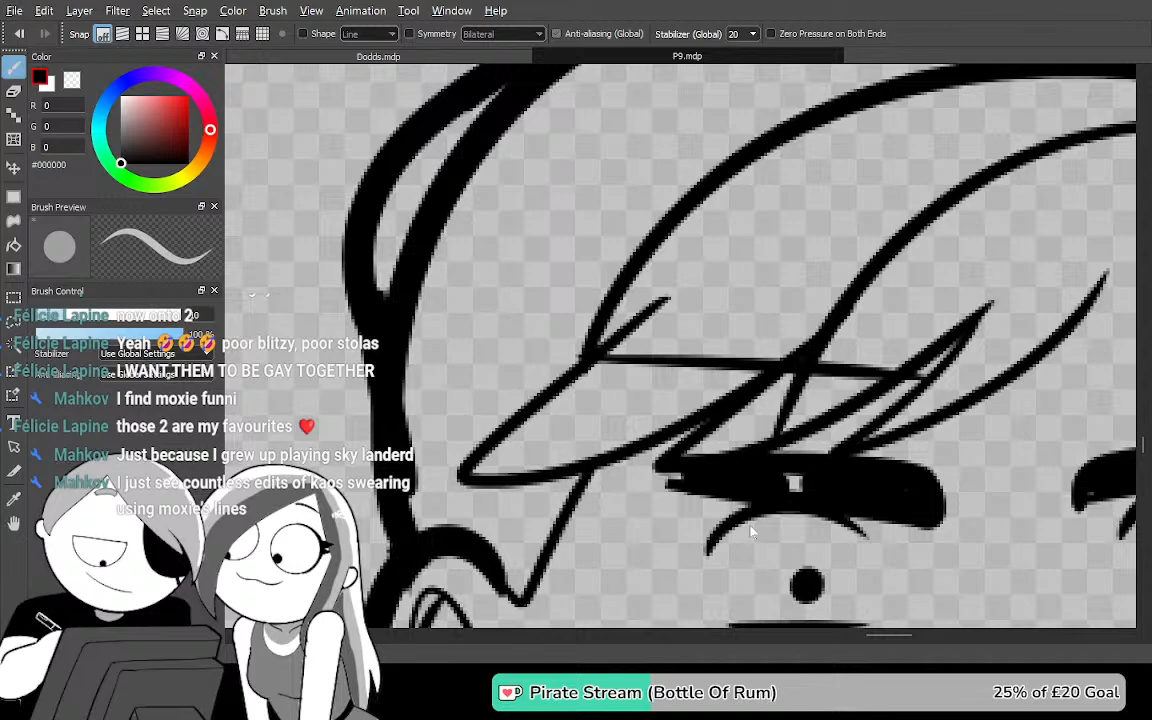 File Edit Layer Filter Select Snap Color Brush View Animation Tool Window Help
Snap off Shape Line Symmetry Bilateral Anti-aliasing (Global) Stabilizer (Global) 20 Zero Pressure on Both Ends
Color
Dodds.mdp
P9.mdp
R 0
G 0
B 0
#000000
Brush Preview
Brush Control
Félicie Lapine now onto 2
Félicie Lapine Yeah 🤣🤣🤣 poor blitzy, poor stolas
Stabilizer Use Global Settings
Félicie Lapine I WANT THEM TO BE GAY TOGETHER
Mahkov I find moxie funni
Félicie Lapine those 2 are my favourites ❤️
Mahkov Just because I grew up playing sky landerd
Mahkov I just see countless edits of kaos swearing
using moxie's lines
Pirate Stream (Bottle Of Rum) 25% of £20 Goal